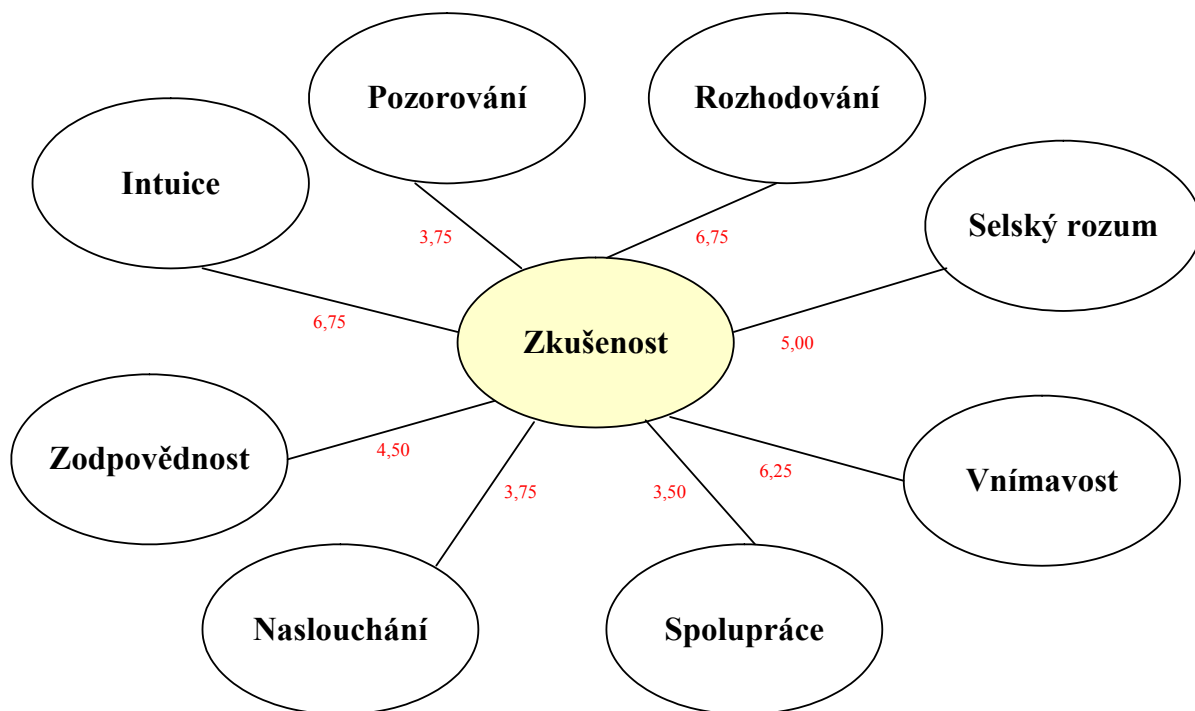 Pozorování
Rozhodování
Intuice
Selský rozum
3,75
6,75
6,75
Zkušenost
5,00
Zodpovědnost
4,50
3,75
3,50
6,25
Vnímavost
Naslouchání
Spolupráce